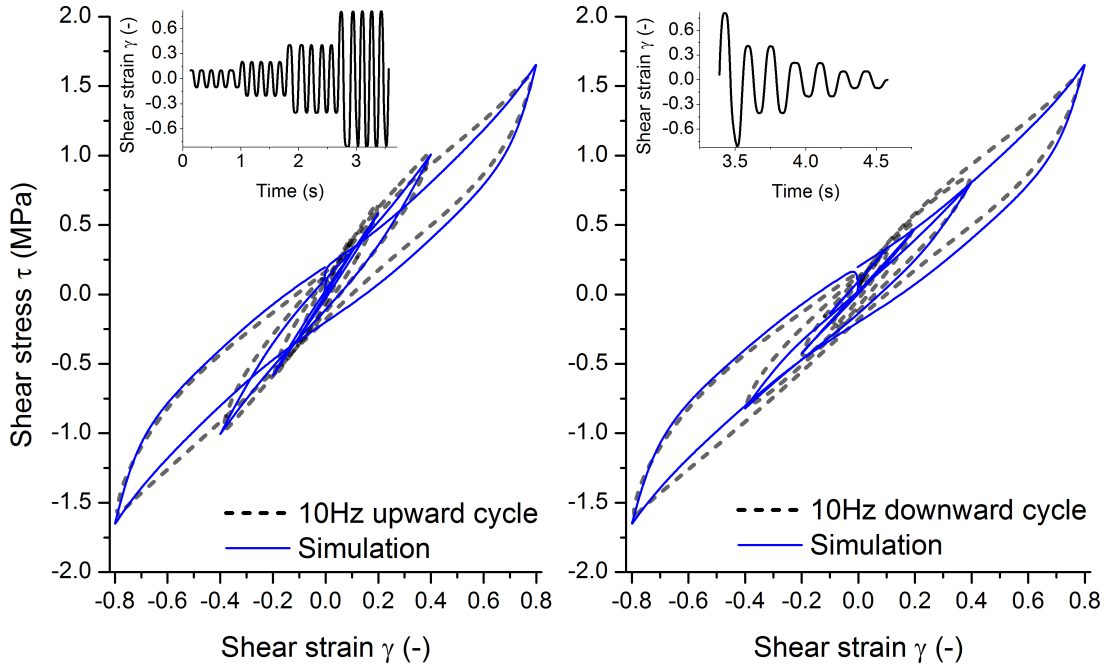 Shear stress τ (MPa)
2.0
1.5
1.0
0.5
0.0
-0.5
-1.0
-1.5
-2.0
Shear strain γ (-)
0.6
0.0
-0.6
0 1 2 3
Time (s)
10Hz upward cycle
Simulation
-0.8 -0.6 -0.4 -0.2 0.0 0.2 0.4 0.6 0.8
Shear strain γ (-)
2.0
1.5
1.0
0.5
0.0
-0.5
-1.0
-1.5
-2.0
Shear strain γ (-)
0.6
0.3
0.0
-0.3
-0.6
3.5 4.0 4.5
Time (s)
10Hz downward cycle
Simulation
-0.8 -0.6 -0.4 -0.2 0.0 0.2 0.4 0.6 0.8
Shear strain γ (-)